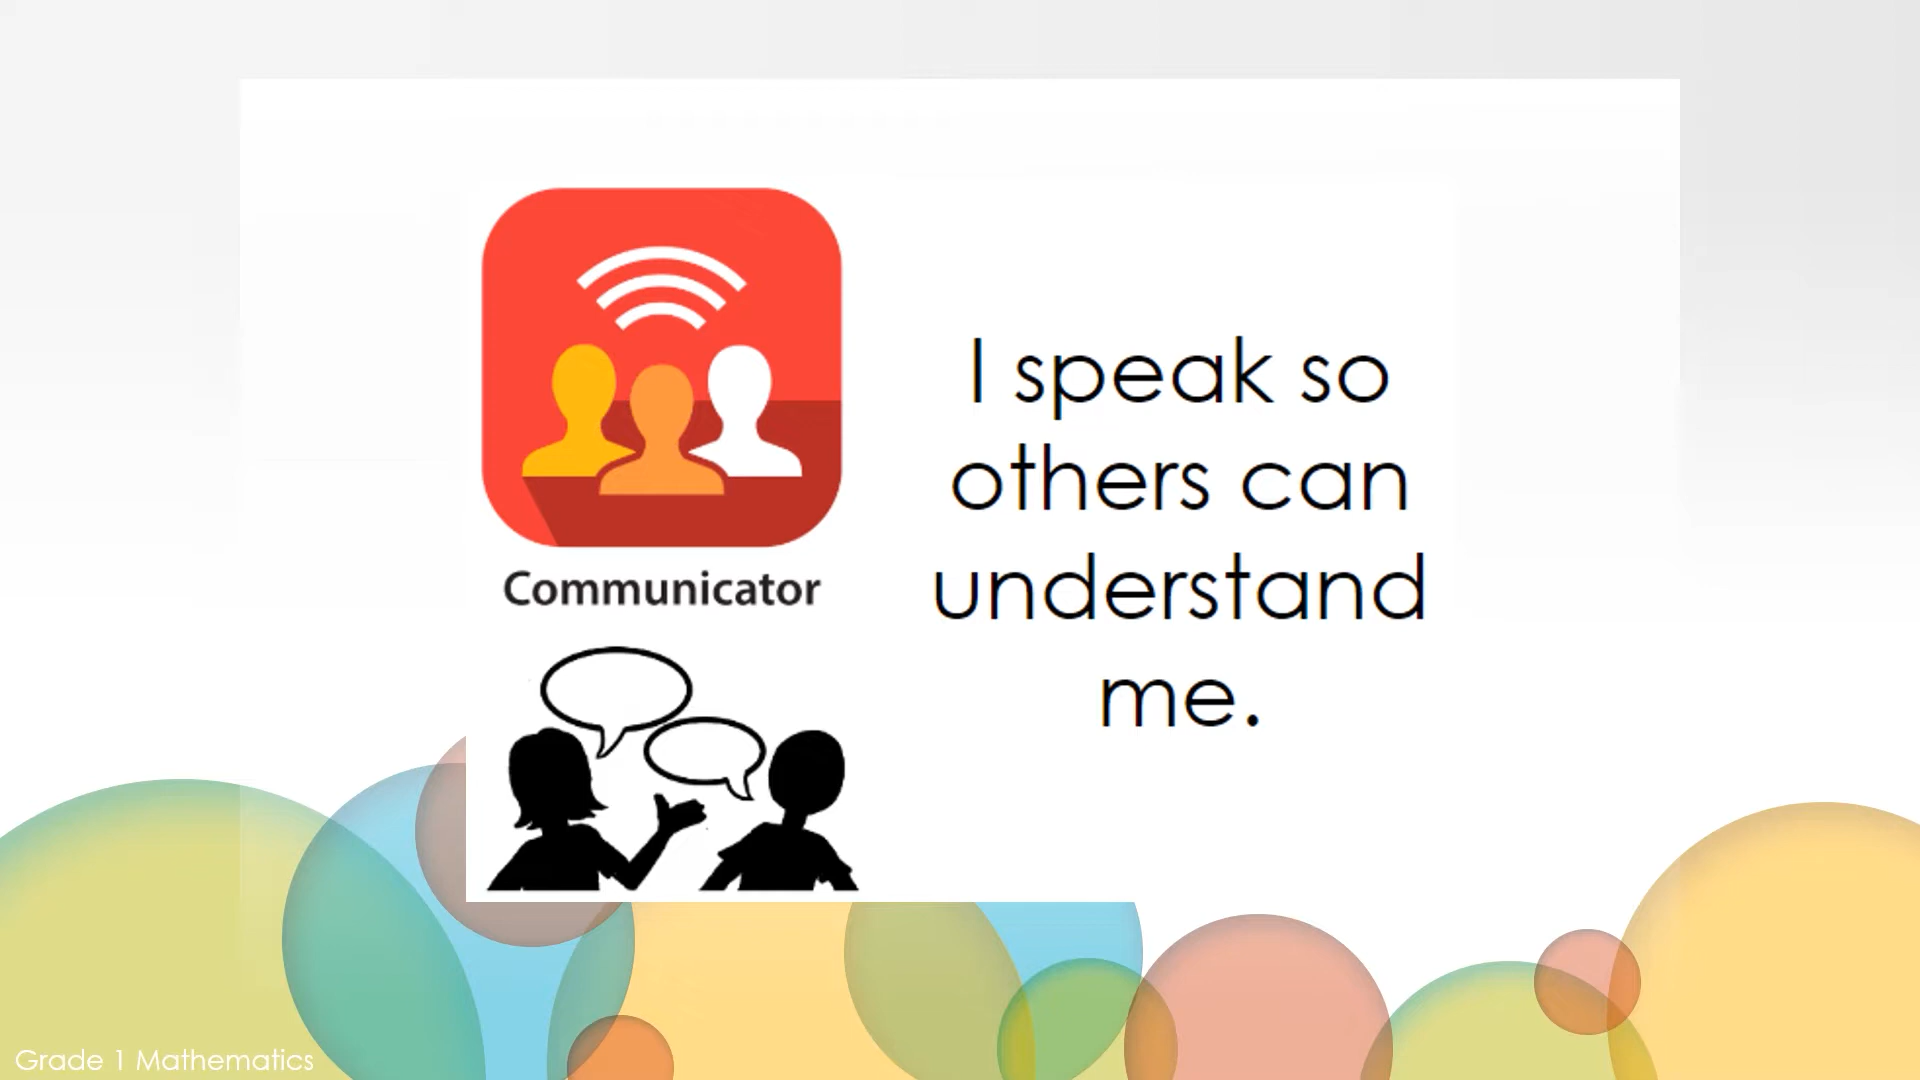 Communicator
I speak so
others can
understand
me.
Grade 1 Mathematics